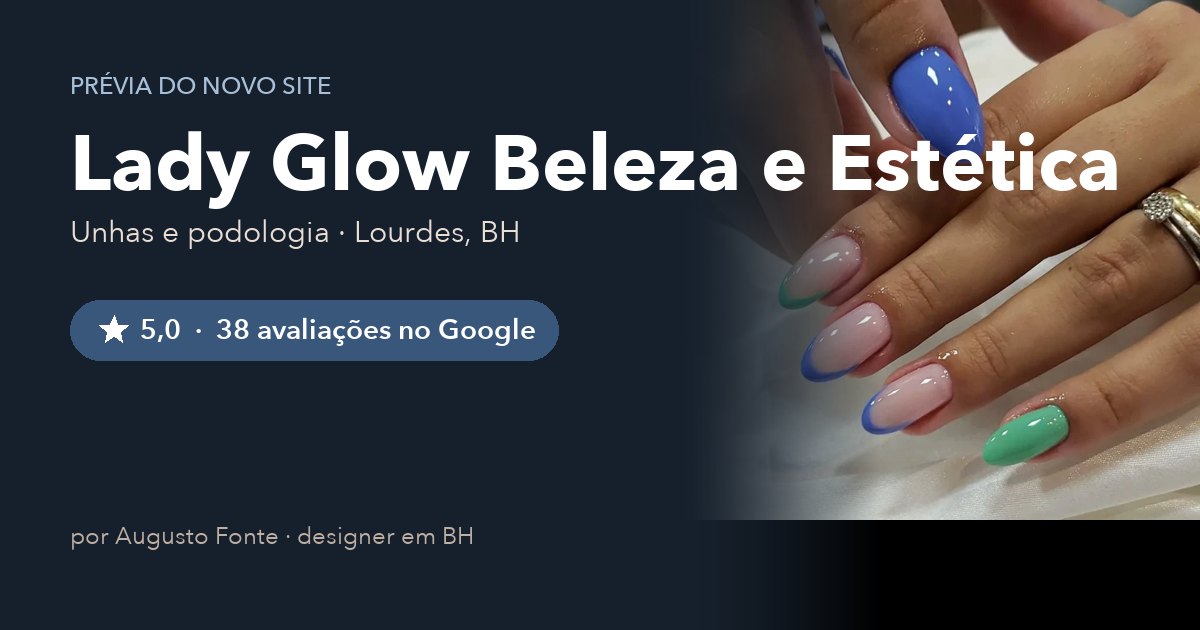 PRÉVIA DO NOVO SITE
Lady Glow Beleza e Estética
Unhas e podologia · Lourdes, BH
★ 5,0 · 38 avaliações no Google
por Augusto Fonte · designer em BH